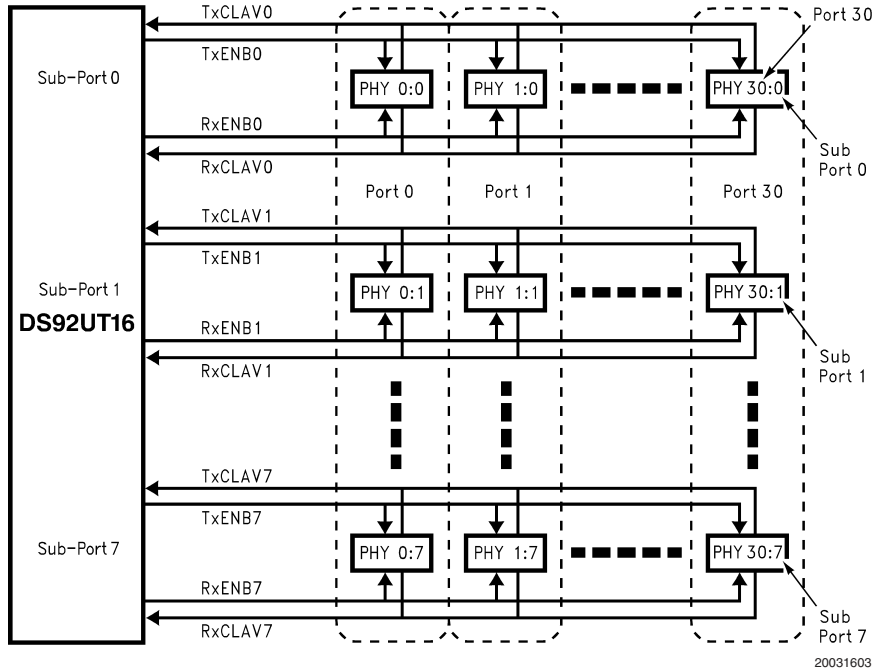 TxCLAV0
Port 30
TxENB0
Sub-Port 0
PHY 0:0
PHY 1:0
PHY 30:0
RxENB0
Sub
Port 0
RxCLAV0
Port 0
Port 1
Port 30
TxCLAV1
TxENB1
Sub-Port 1
PHY 0:1
PHY 1:1
PHY 30:1
DS92UT16
RxENB1
Sub
Port 1
RxCLAV1
TxCLAV7
TxENB7
Sub-Port 7
PHY 0:7
PHY 1:7
PHY 30:7
RxENB7
Sub
Port 7
RxCLAV7
20031603